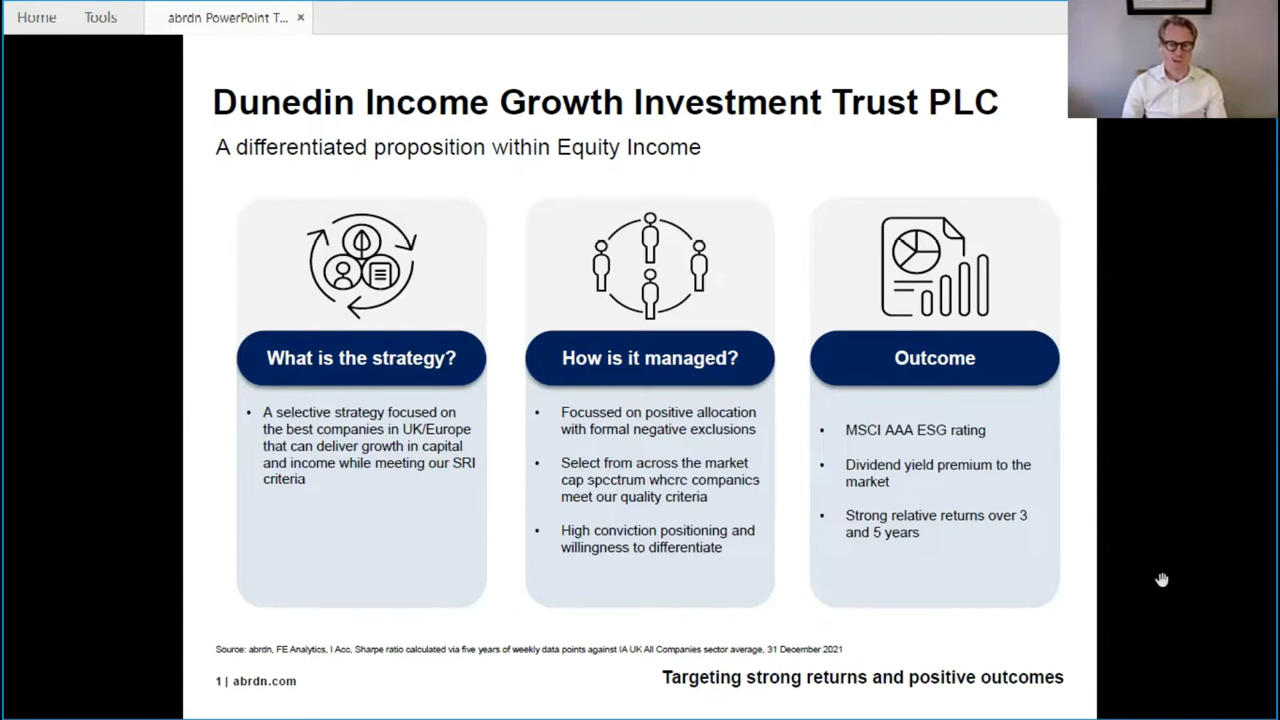 Home Tools abrdn PowerPoint T... ×
Dunedin Income Growth Investment Trust PLC
A differentiated proposition within Equity Income
What is the strategy?
• A selective strategy focused on
the best companies in UK/Europe
that can deliver growth in capital
and income while meeting our SRI
criteria
How is it managed?
• Focussed on positive allocation
with formal negative exclusions
• Select from across the market
cap spectrum where companies
meet our quality criteria
• High conviction positioning and
willingness to differentiate
Outcome
• MSCI AAA ESG rating
• Dividend yield premium to the
market
• Strong relative returns over 3
and 5 years
Source: abrdn, FE Analytics, I Acc, Sharpe ratio calculated via five years of weekly data points against IA UK All Companies sector average, 31 December 2021
1 | abrdn.com
Targeting strong returns and positive outcomes